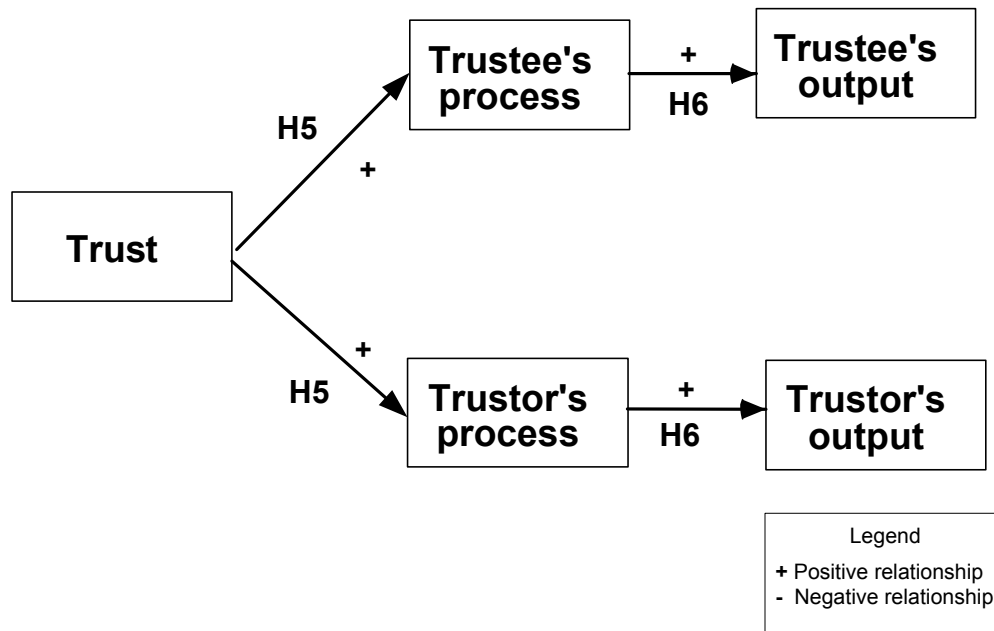 Trustee's
process
+
H6
Trustee's
output
H5
+
Trust
+
H5
Trustor's
process
+
H6
Trustor's
output
Legend
+ Positive relationship
- Negative relationship